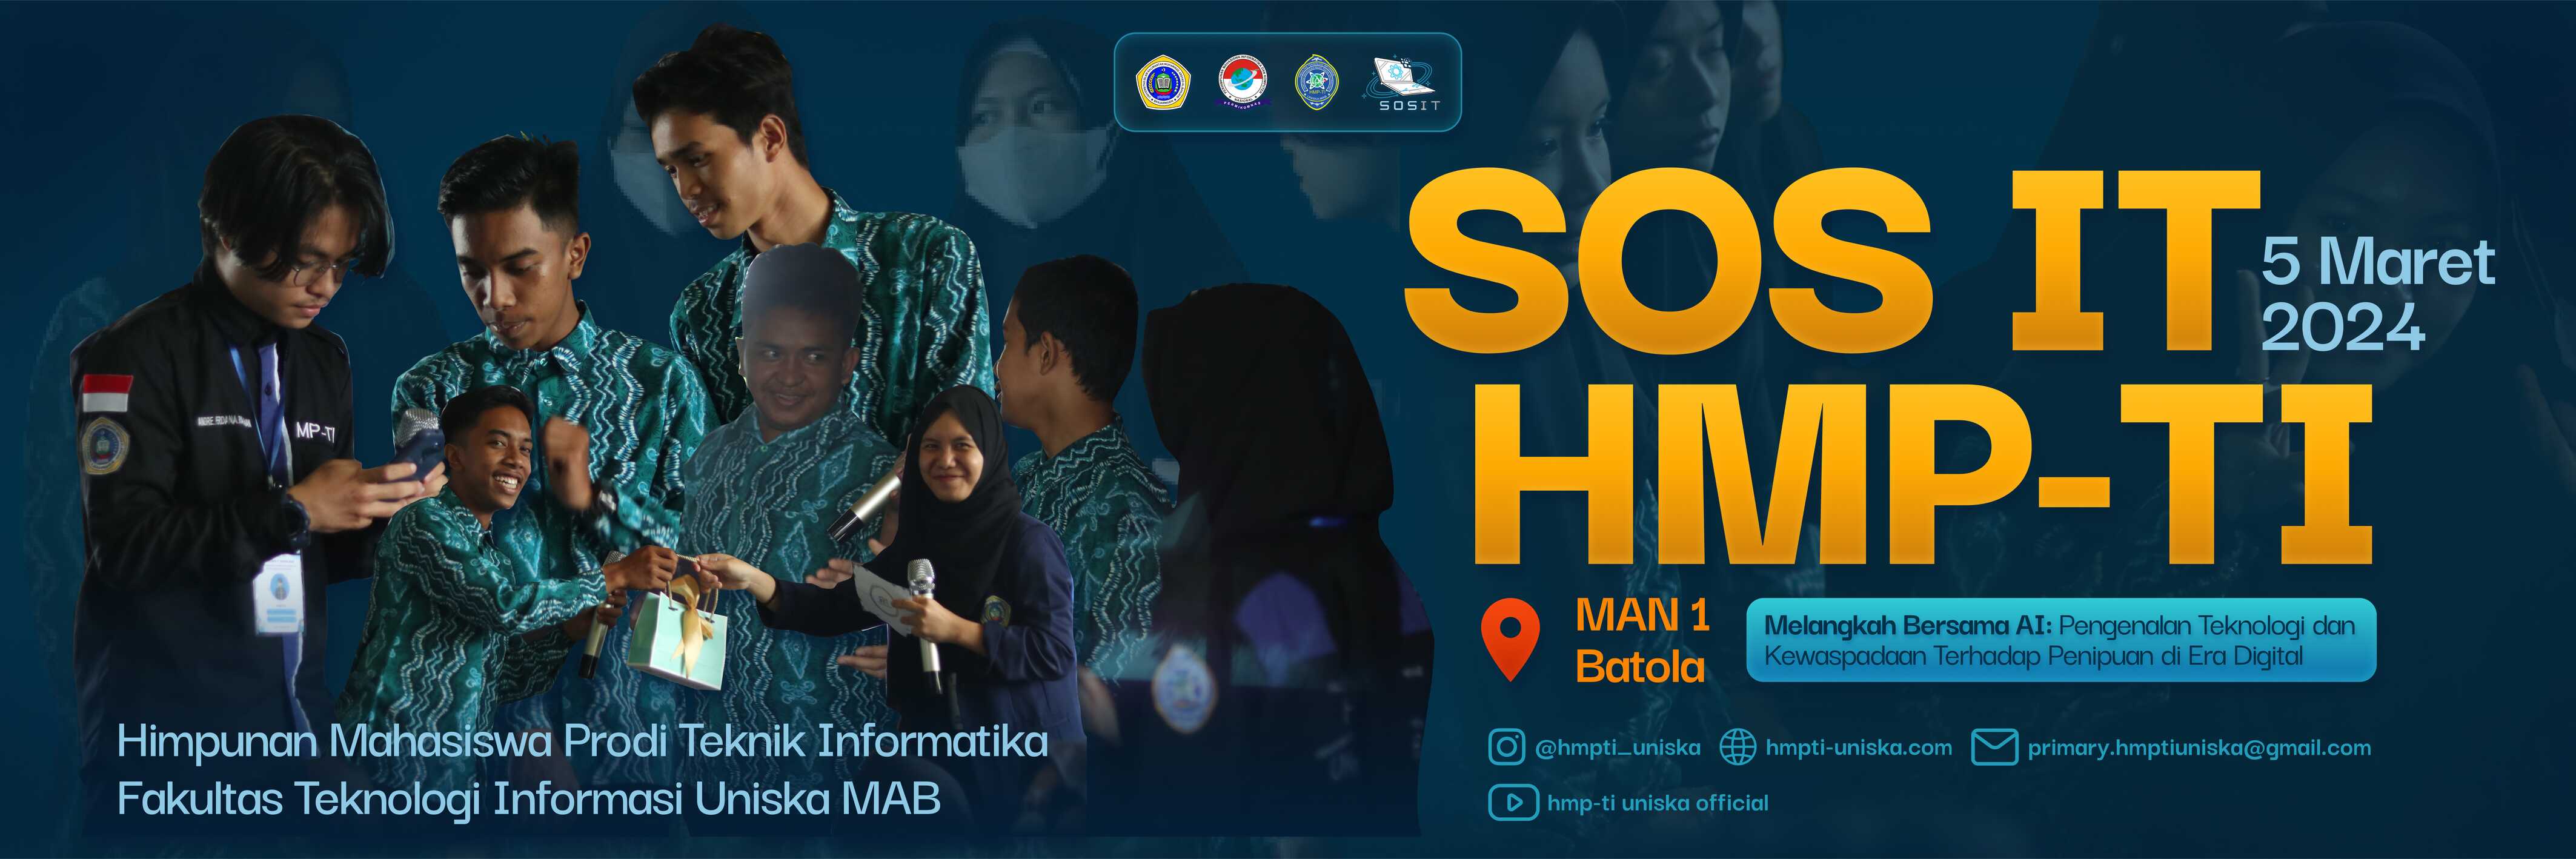 SOSIT
SOS IT
5 Maret
2024
HMP-TI
MAN 1
Batola
Melangkah Bersama AI: Pengenalan Teknologi dan
Kewaspadaan Terhadap Penipuan di Era Digital
@hmpti_uniska
hmpti-uniska.com
primary.hmptiuniska@gmail.com
hmp-ti uniska official
MP-TI
Himpunan Mahasiswa Prodi Teknik Informatika
Fakultas Teknologi Informasi Uniska MAB